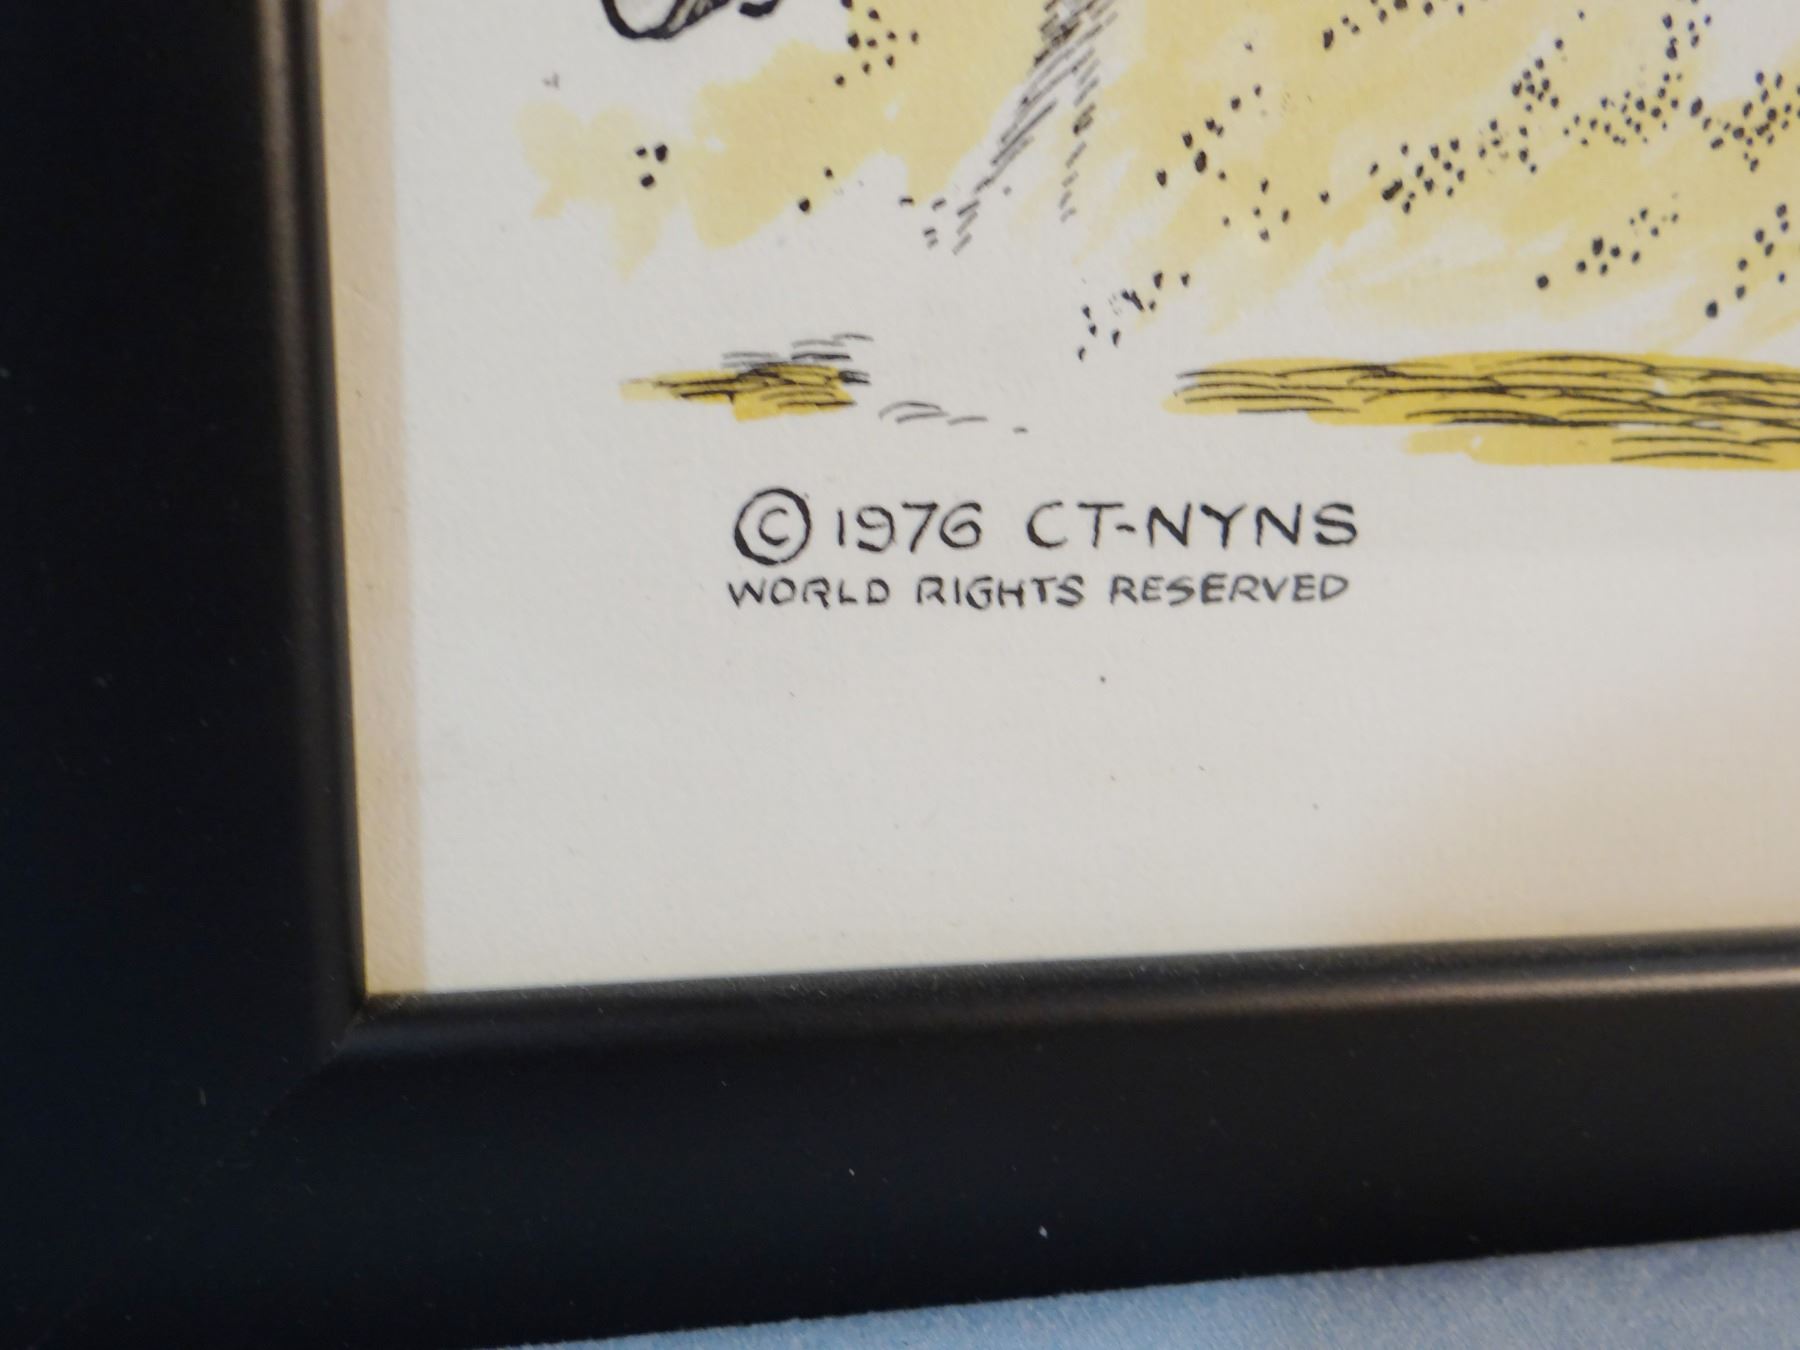 © 1976 CT-NYNS
WORLD RIGHTS RESERVED